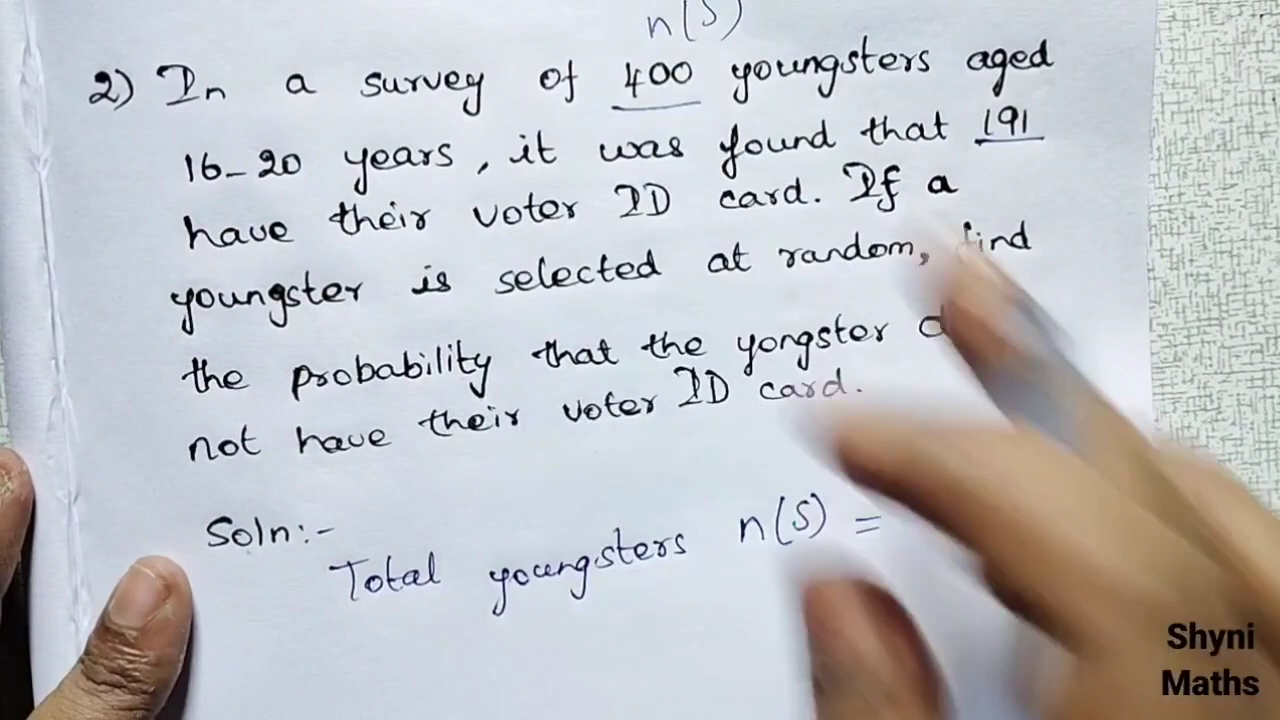 n(S)
2) In a survey of 400 youngsters aged
16-20 years, it was found that 191
have their voter ID card. If a
youngster is selected at random, find
the probability that the yongster
not have their voter ID card.
Soln:-
Total youngsters n(S) =
Shyni
Maths